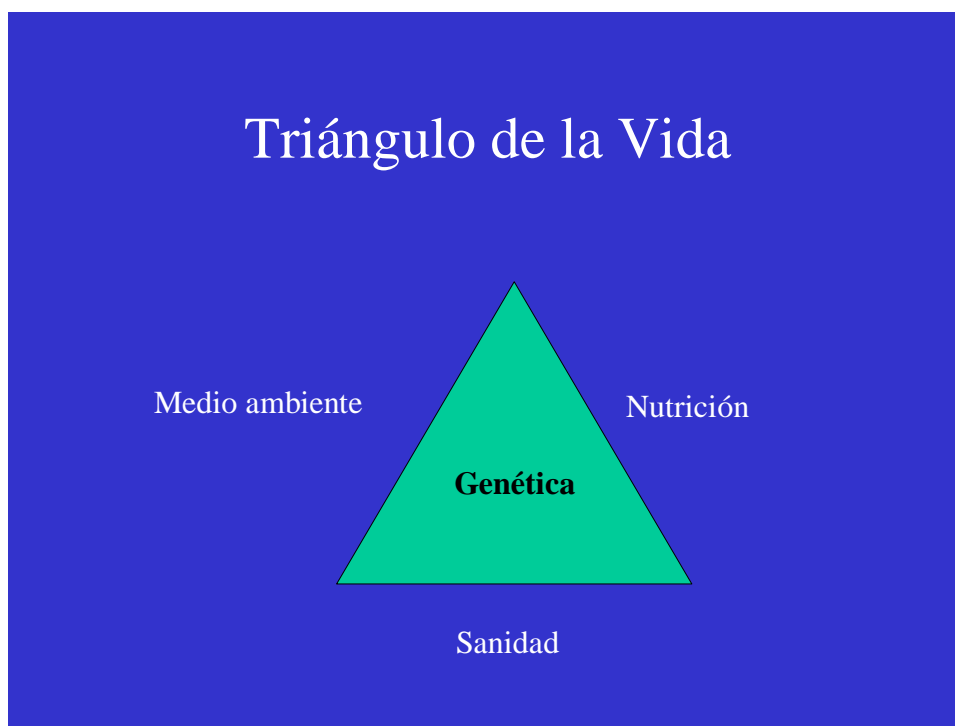 Triángulo de la Vida
Medio ambiente
Nutrición
Genética
Sanidad